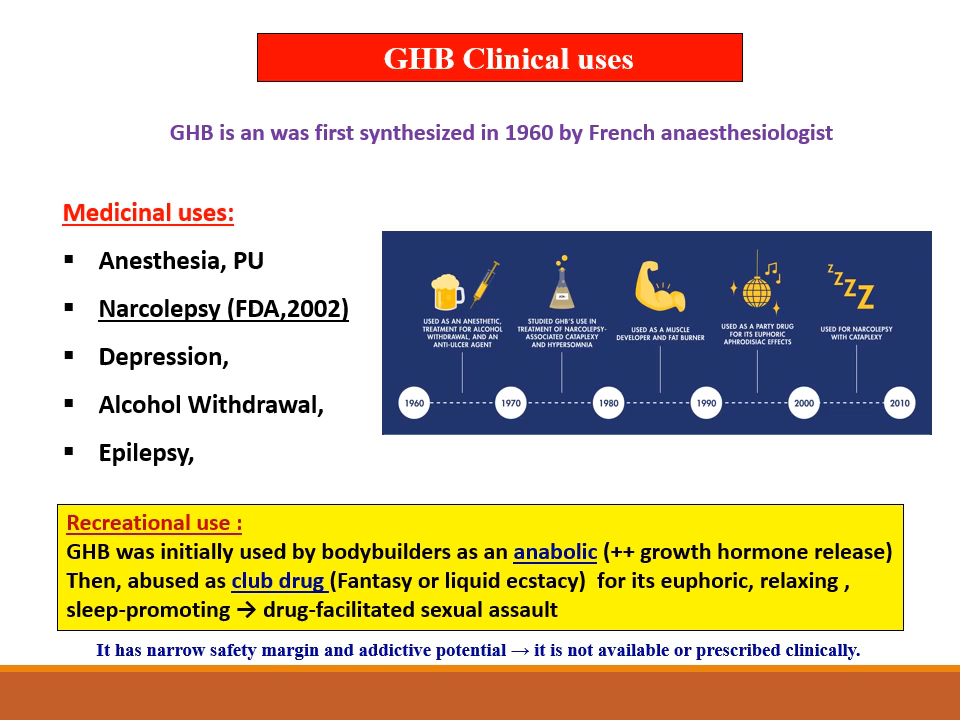 GHB Clinical uses
GHB is an was first synthesized in 1960 by French anaesthesiologist
Medicinal uses:
▪ Anesthesia, PU
▪ Narcolepsy (FDA,2002)
▪ Depression,
▪ Alcohol Withdrawal,
▪ Epilepsy,
USED AS AN ANESTHETIC,
TREATMENT FOR ALCOHOL
WITHDRAWAL, AND AN
ANTI-ULCER AGENT
STUDIED GHB'S USE IN
TREATMENT OF NARCOLEPSY-
ASSOCIATED CATAPLEXY
AND HYPERSOMNIA
USED AS A MUSCLE
DEVELOPER AND FAT BURNER
USED AS A PARTY DRUG
FOR ITS EUPHORIC
APHRODISIAC EFFECTS
zZZZ
USED FOR NARCOLEPSY
WITH CATAPLEXY
1960 1970 1980 1990 2000 2010
Recreational use :
GHB was initially used by bodybuilders as an anabolic (++ growth hormone release)
Then, abused as club drug (Fantasy or liquid ecstacy) for its euphoric, relaxing ,
sleep-promoting → drug-facilitated sexual assault
It has narrow safety margin and addictive potential → it is not available or prescribed clinically.